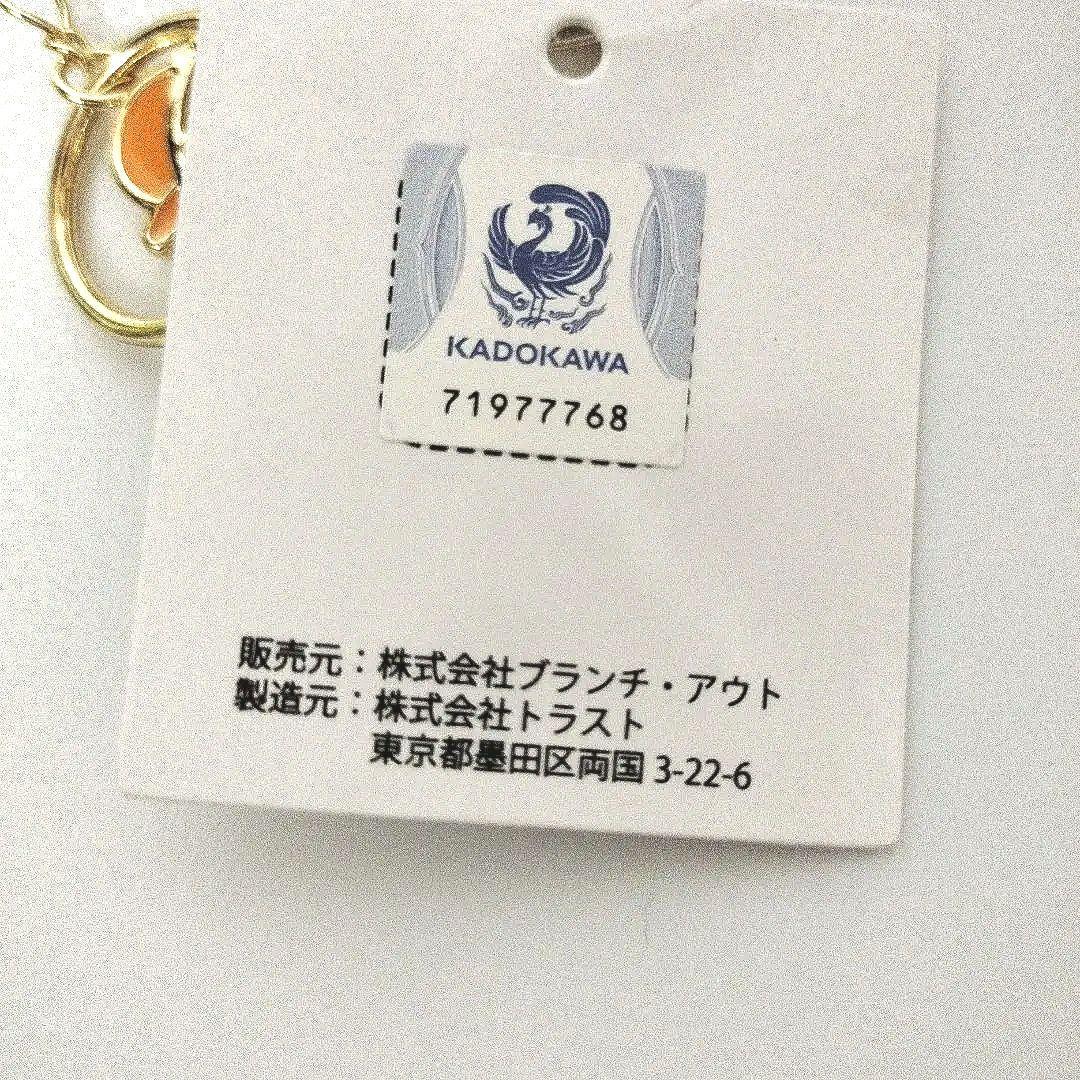 KADOKAWA
71977768
販売元：株式会社ブランチ・アウト
製造元：株式会社トラスト
東京都墨田区両国 3-22-6